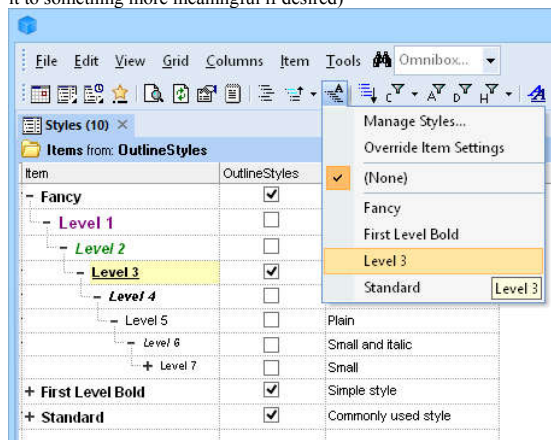 it to something more meaningful if desired)
File Edit View Grid Columns Item Tools Omnibox...
Styles (10) ×
Items from: OutlineStyles
Item OutlineStyles
Fancy
Level 1
Level 2
Level 3
Level 4
Level 5 Plain
Level 6 Small and italic
Level 7 Small
First Level Bold Simple style
Standard Commonly used style
Manage Styles...
Override Item Settings
(None)
Fancy
First Level Bold
Level 3
Standard
Level 3